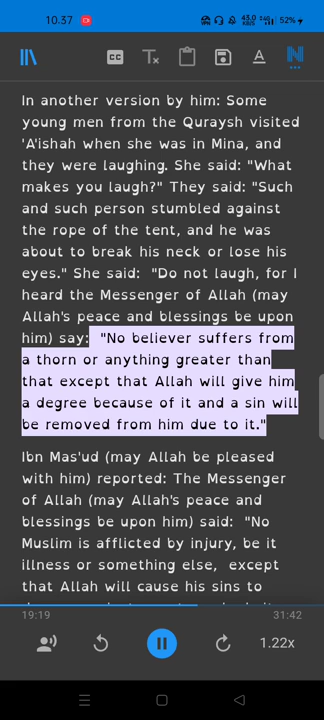 10.37
43.0
KB/S
52%
CC
In another version by him: Some
young men from the Quraysh visited
'A'ishah when she was in Mina, and
they were laughing. She said: "What
makes you laugh?" They said: "Such
and such person stumbled against
the rope of the tent, and he was
about to break his neck or lose his
eyes." She said:  "Do not laugh, for I
heard the Messenger of Allah (may
Allah's peace and blessings be upon
him) say:  "No believer suffers from
a thorn or anything greater than
that except that Allah will give him
a degree because of it and a sin will
be removed from him due to it."
Ibn Mas'ud (may Allah be pleased
with him) reported: The Messenger
of Allah (may Allah's peace and
blessings be upon him) said:  "No
Muslim is afflicted by injury, be it
illness or something else,  except
that Allah will cause his sins to
19:19
31:42
1.22x